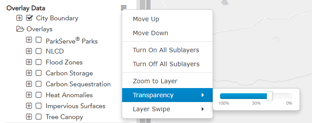 Overlay Data
City Boundary
Overlays
ParkServe® Parks
NLCD
Flood Zones
Carbon Storage
Carbon Sequestration
Heat Anomalies
Impervious Surfaces
Tree Canopy
Move Up
Move Down
Turn On All Sublayers
Turn Off All Sublayers
Zoom to Layer
Transparency
Layer Swipe
100% 50% 0%